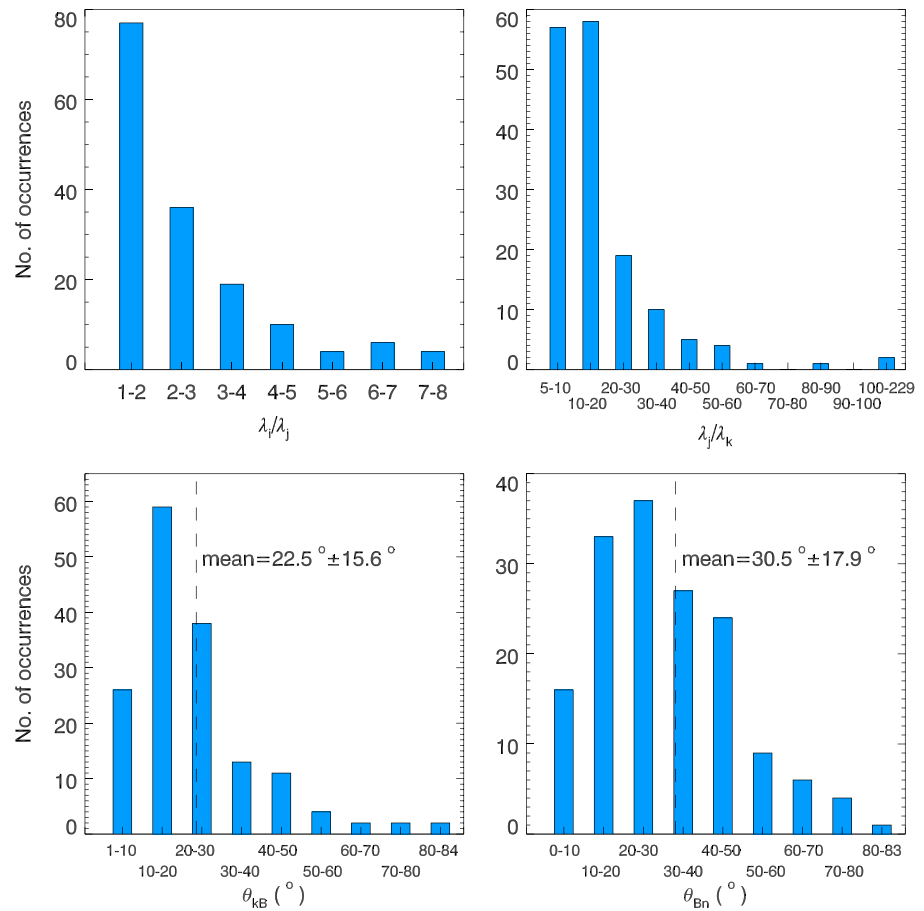 80
60
40
20
0
No. of occurrences
1-2 2-3 3-4 4-5 5-6 6-7 7-8
λi/λj
60
50
40
30
20
10
0
5-10 20-30 40-50 60-70 80-90 100-229
10-20 30-40 50-60 70-80 90-100
λj/λk
60
50
40
30
20
10
0
No. of occurrences
mean=22.5 °±15.6 °
1-10 20-30 40-50 60-70 80-84
10-20 30-40 50-60 70-80
θkB ( ° )
40
30
20
10
0
mean=30.5 °±17.9 °
0-10 20-30 40-50 60-70 80-83
10-20 30-40 50-60 70-80
θBn ( ° )